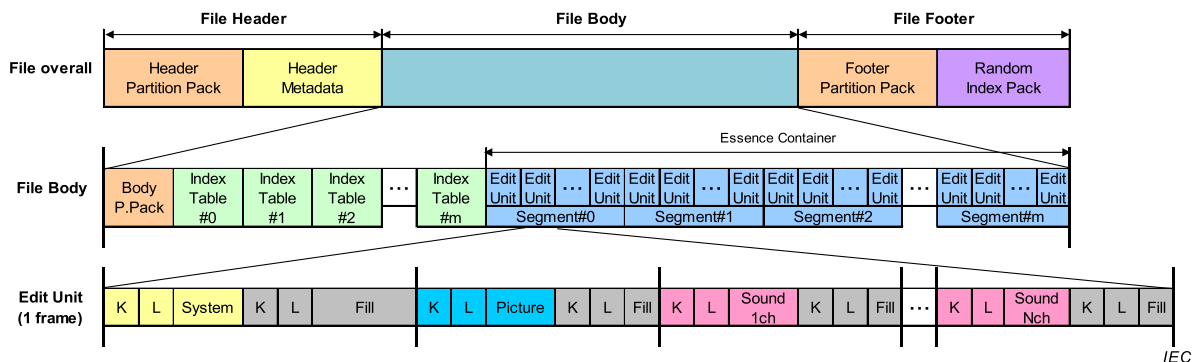 File Header File Body File Footer
File overall
Header Partition Pack
Header Metadata
Footer Partition Pack
Random Index Pack
Essence Container
File Body
Body P.Pack
Index Table #0
Index Table #1
Index Table #2
...
Index Table #m
Edit Unit Edit Unit ... Edit Unit
Segment#0
Edit Unit Edit Unit ... Edit Unit
Segment#1
Edit Unit Edit Unit ... Edit Unit
Segment#2
...
Edit Unit Edit Unit ... Edit Unit
Segment#m
Edit Unit
(1 frame)
K L System K L Fill
K L Picture K L Fill
K L Sound 1ch K L Fill
...
K L Sound Nch K L Fill
IEC